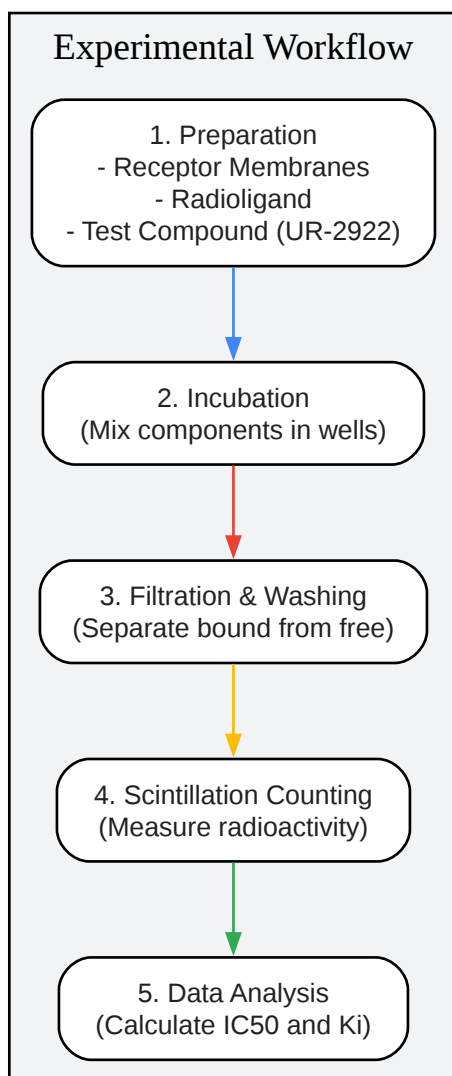 Experimental Workflow
1. Preparation
- Receptor Membranes
- Radioligand
- Test Compound (UR-2922)
2. Incubation
(Mix components in wells)
3. Filtration & Washing
(Separate bound from free)
4. Scintillation Counting
(Measure radioactivity)
5. Data Analysis
(Calculate IC50 and Ki)